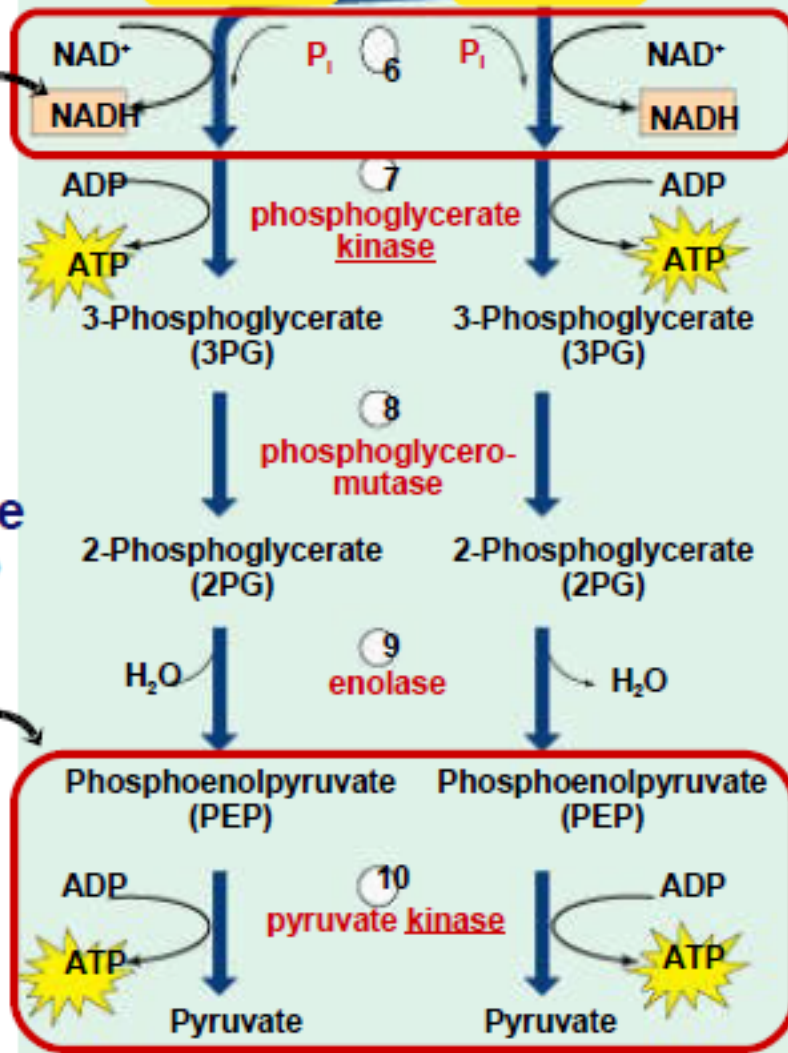 NAD⁺ Pᵢ 6 Pᵢ NAD⁺
NADH NADH
ADP 7 ADP
phosphoglycerate
kinase
ATP ATP
3-Phosphoglycerate 3-Phosphoglycerate
(3PG) (3PG)
8
phosphoglycero-
mutase
e
2-Phosphoglycerate 2-Phosphoglycerate
(2PG) (2PG)
9
H₂O enolase H₂O
Phosphoenolpyruvate Phosphoenolpyruvate
(PEP) (PEP)
ADP 10 ADP
pyruvate kinase
ATP ATP
Pyruvate Pyruvate